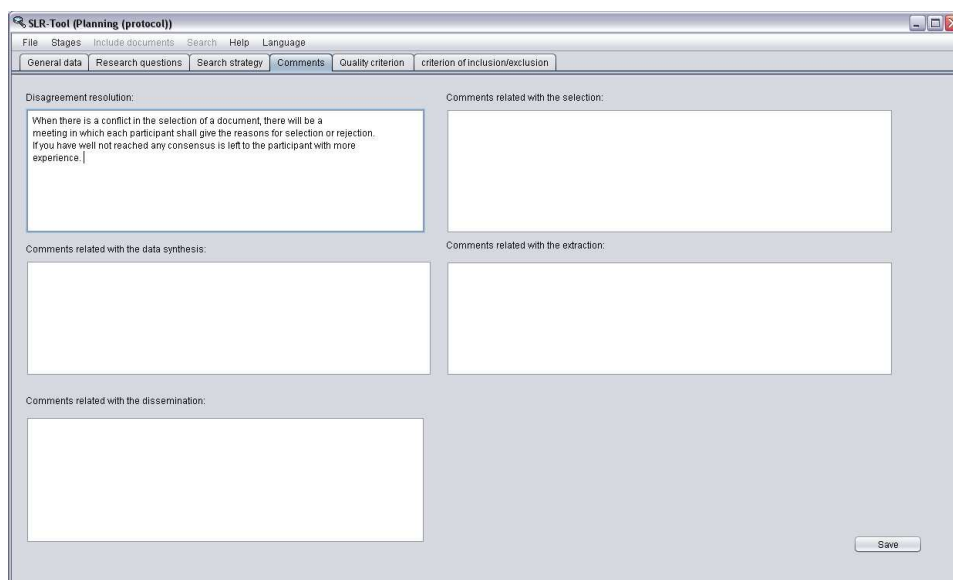 SLR-Tool (Planning (protocol))
File Stages Include documents Search Help Language
General data Research questions Search strategy Comments Quality criterion criterion of inclusion/exclusion
Disagreement resolution:
When there is a conflict in the selection of a document, there will be a
meeting in which each participant shall give the reasons for selection or rejection.
If you have well not reached any consensus is left to the participant with more
experience.
Comments related with the selection:
Comments related with the data synthesis:
Comments related with the extraction:
Comments related with the dissemination:
Save